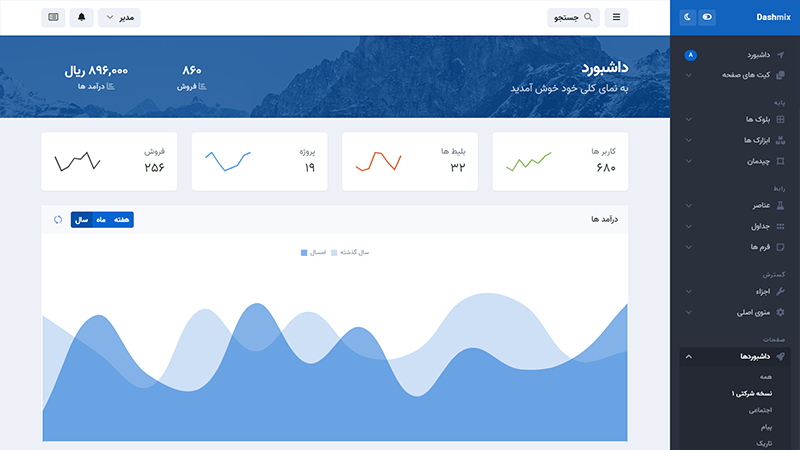 Dashmix
داشبورد
۸
کیت های صفحه
پایه
بلوک ها
ابزارک ها
چیدمان
رابط
عناصر
جداول
فرم ها
گسترش
اجزاء
منوی اصلی
صفحات
داشبوردها
همه
نسخه شرکتی ۱
اجتماعی
پیام
تاریک
جستجو
مدیر
داشبورد
به نمای کلی خود خوش آمدید
۸۶۰
فروش
۸۹۶,۰۰۰ ریال
درآمد ها
کاربر ها
۶۸۰
بلیط ها
۳۲
پروژه
۱۹
فروش
۲۵۶
درآمد ها
هفته ماه سال
سال گذشته امسال